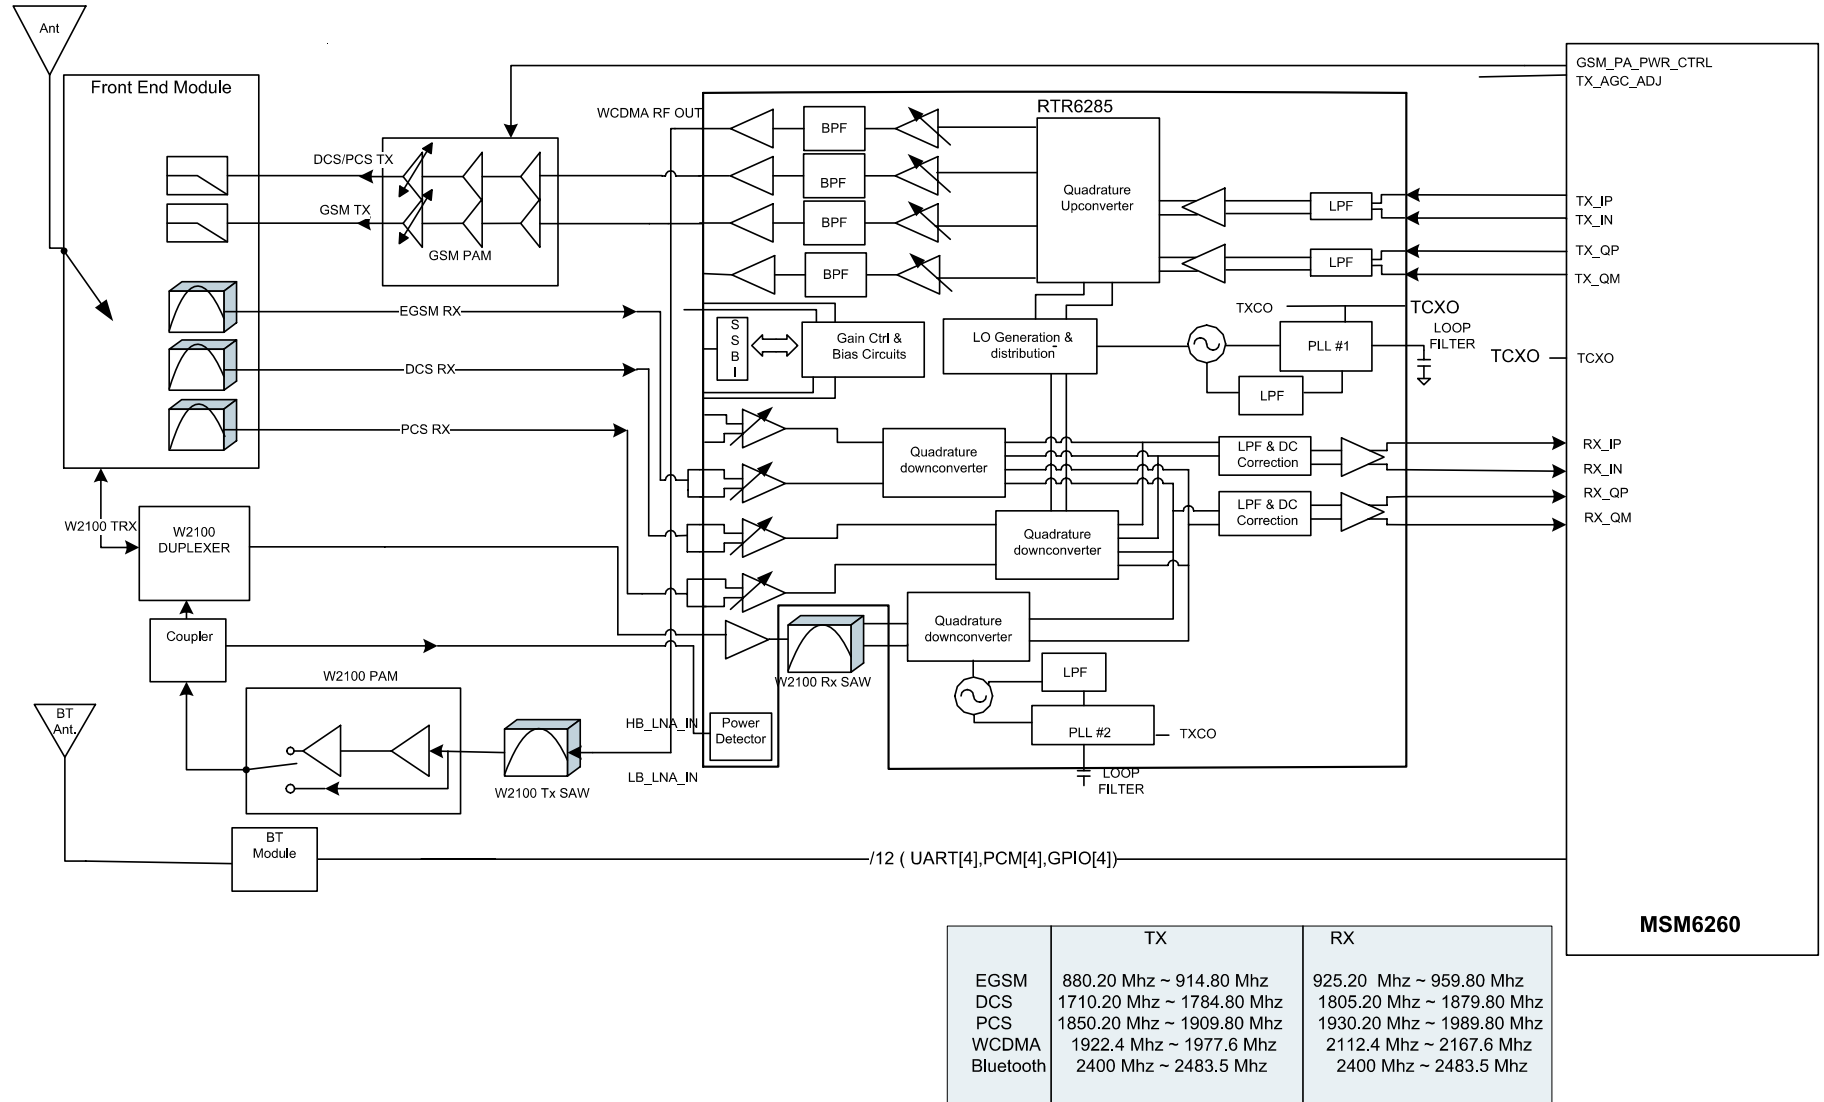 Ant
Front End Module
GSM_PA_PWR_CTRL
TX_AGC_ADJ
WCDMA RF OUT
RTR6285
BPF
DCS/PCS TX
BPF
Quadrature
Upconverter
LPF
TX_IP
TX_IN
GSM TX
BPF
GSM PAM
LPF
TX_QP
TX_QM
BPF
EGSM RX
S
S
B
I
Gain Ctrl &
Bias Circuits
LO Generation &
distribution
TXCO
TCXO
LOOP
FILTER
PLL #1
TCXO
TCXO
DCS RX
LPF
PCS RX
Quadrature
downconverter
LPF & DC
Correction
RX_IP
RX_IN
RX_QP
RX_QM
LPF & DC
Correction
W2100 TRX
W2100
DUPLEXER
Quadrature
downconverter
Coupler
Quadrature
downconverter
W2100 PAM
W2100 Rx SAW
LPF
BT
Ant.
HB_LNA_IN
Power
Detector
PLL #2
TXCO
LB_LNA_IN
W2100 Tx SAW
LOOP
FILTER
BT
Module
/12 ( UART[4],PCM[4],GPIO[4])
MSM6260
TX RX
EGSM 880.20 Mhz ~ 914.80 Mhz 925.20 Mhz ~ 959.80 Mhz
DCS 1710.20 Mhz ~ 1784.80 Mhz 1805.20 Mhz ~ 1879.80 Mhz
PCS 1850.20 Mhz ~ 1909.80 Mhz 1930.20 Mhz ~ 1989.80 Mhz
WCDMA 1922.4 Mhz ~ 1977.6 Mhz 2112.4 Mhz ~ 2167.6 Mhz
Bluetooth 2400 Mhz ~ 2483.5 Mhz 2400 Mhz ~ 2483.5 Mhz